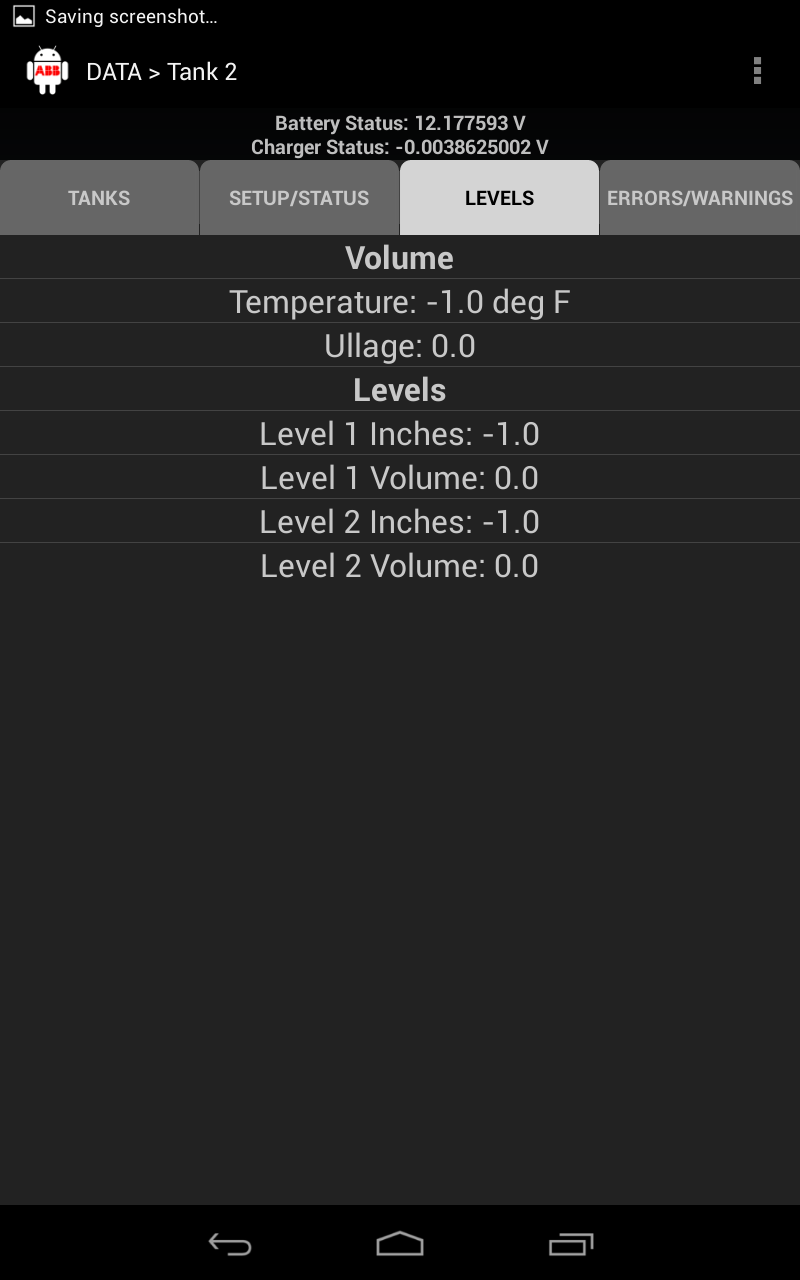 Saving screenshot...
ABB
DATA > Tank 2
Battery Status: 12.177593 V
Charger Status: -0.0038625002 V
TANKS
SETUP/STATUS
LEVELS
ERRORS/WARNINGS
Volume
Temperature: -1.0 deg F
Ullage: 0.0
Levels
Level 1 Inches: -1.0
Level 1 Volume: 0.0
Level 2 Inches: -1.0
Level 2 Volume: 0.0